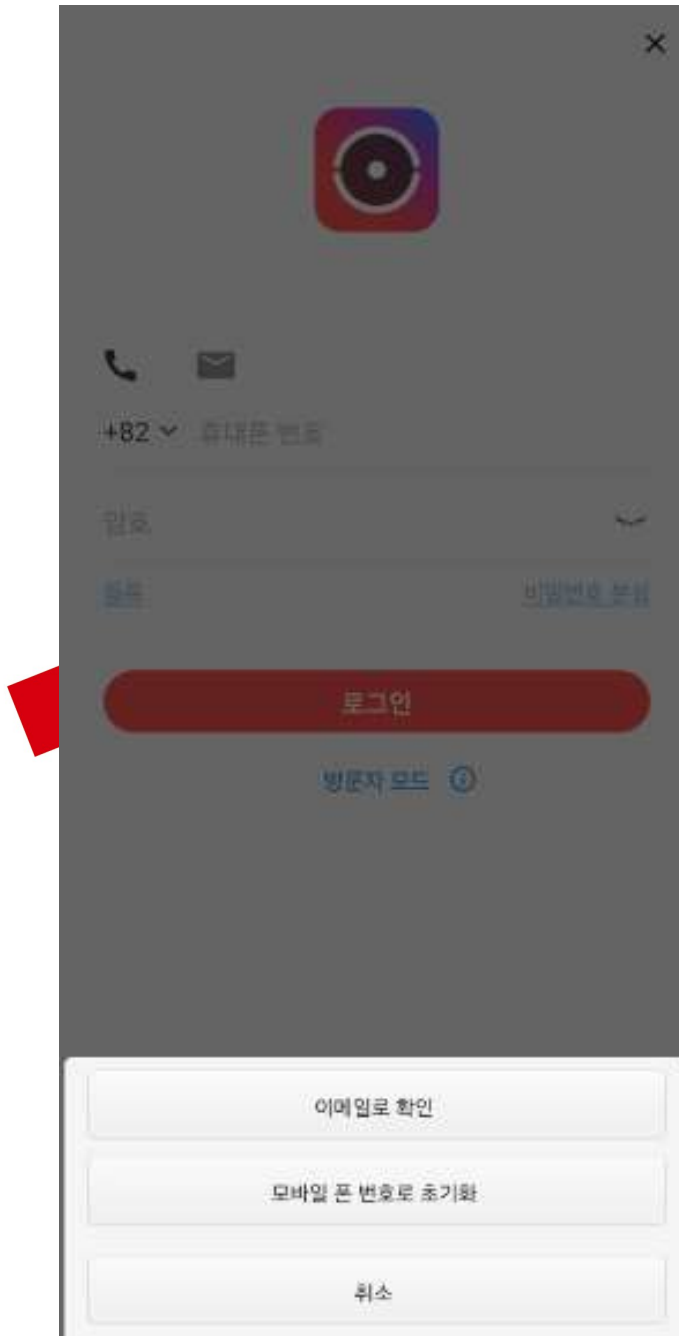 +82 휴대폰 번호
암호
등록 비밀번호 분실
로그인
방문자 모드
이메일로 확인
모바일 폰 번호로 초기화
취소